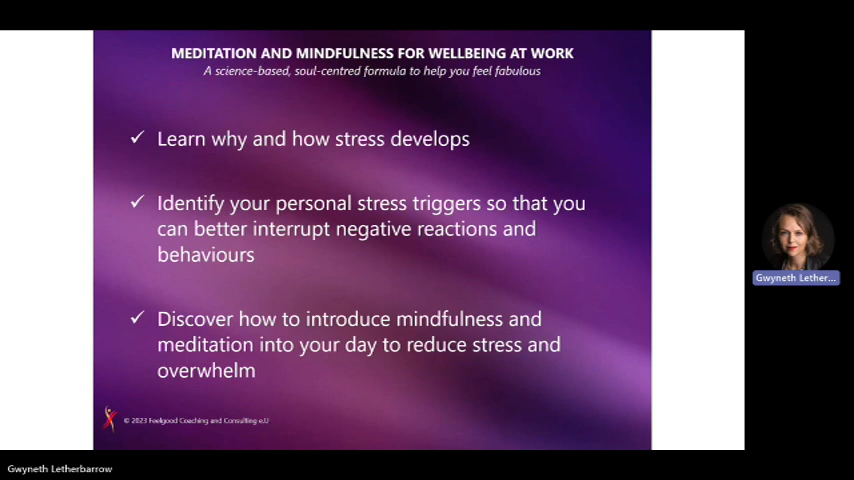 MEDITATION AND MINDFULNESS FOR WELLBEING AT WORK
A science-based, soul-centred formula to help you feel fabulous
✓ Learn why and how stress develops
✓ Identify your personal stress triggers so that you
can better interrupt negative reactions and
behaviours
✓ Discover how to introduce mindfulness and
meditation into your day to reduce stress and
overwhelm
© 2023 Feelgood Coaching and Consulting e.U
Gwyneth Lether...
Gwyneth Letherbarrow